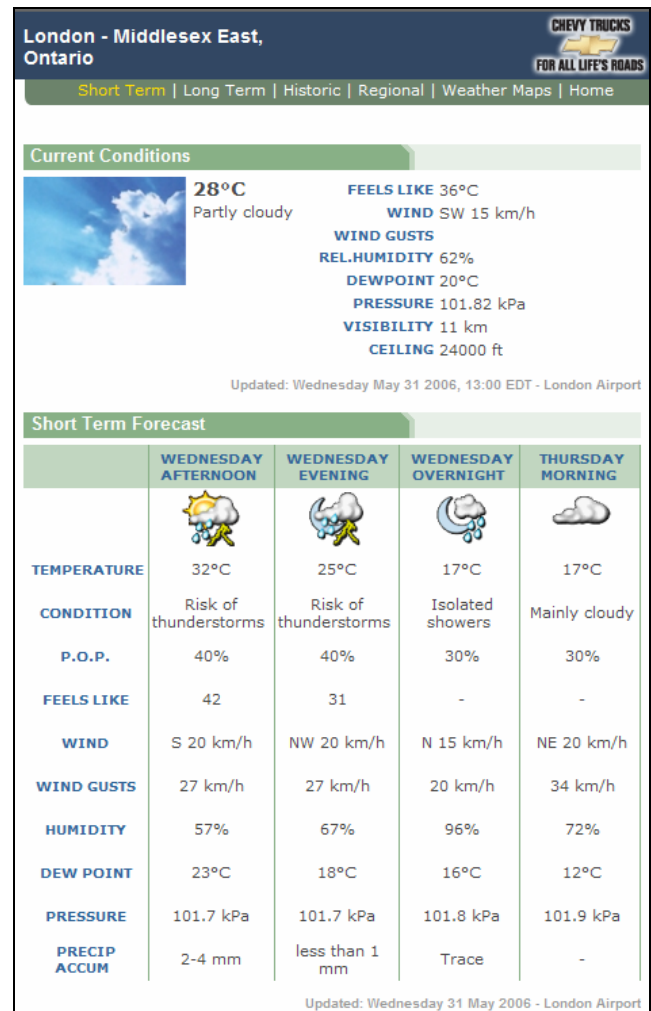 London - Middlesex East,
Ontario
CHEVY TRUCKS
FOR ALL LIFE'S ROADS
Short Term | Long Term | Historic | Regional | Weather Maps | Home
Current Conditions
28°C
Partly cloudy
FEELS LIKE 36°C
WIND SW 15 km/h
WIND GUSTS
REL.HUMIDITY 62%
DEWPOINT 20°C
PRESSURE 101.82 kPa
VISIBILITY 11 km
CEILING 24000 ft
Updated: Wednesday May 31 2006, 13:00 EDT - London Airport
Short Term Forecast
WEDNESDAY AFTERNOON WEDNESDAY EVENING WEDNESDAY OVERNIGHT THURSDAY MORNING
TEMPERATURE 32°C 25°C 17°C 17°C
CONDITION Risk of thunderstorms Risk of thunderstorms Isolated showers Mainly cloudy
P.O.P. 40% 40% 30% 30%
FEELS LIKE 42 31 - -
WIND S 20 km/h NW 20 km/h N 15 km/h NE 20 km/h
WIND GUSTS 27 km/h 27 km/h 20 km/h 34 km/h
HUMIDITY 57% 67% 96% 72%
DEW POINT 23°C 18°C 16°C 12°C
PRESSURE 101.7 kPa 101.7 kPa 101.8 kPa 101.9 kPa
PRECIP ACCUM 2-4 mm less than 1 mm Trace -
Updated: Wednesday 31 May 2006 - London Airport